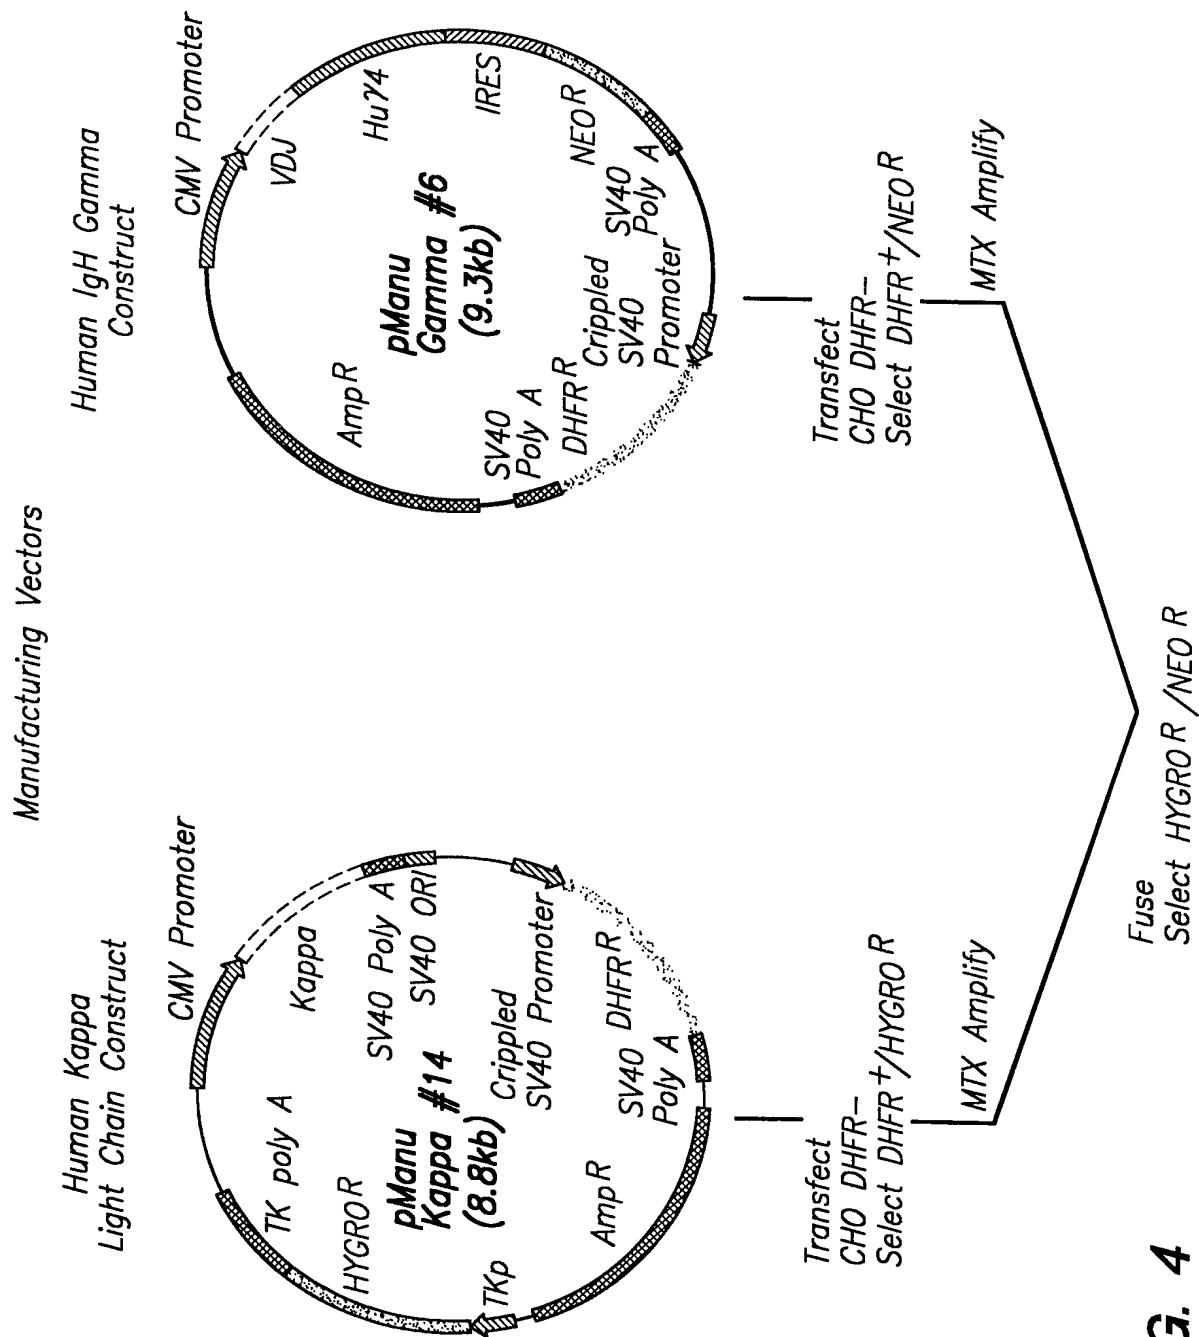 Manufacturing Vectors
Human Kappa
Light Chain Construct
CMV Promoter
Kappa
SV40 Poly A
SV40 ORI
Crippled
SV40 Promoter
DHFR R
SV40
Poly A
Amp R
TKp
HYGRO R
TK poly A
pManu
Kappa #14
(8.8kb)
Transfect
CHO DHFR-
Select DHFR +/HYGRO R
MTX Amplify
Human IgH Gamma
Construct
CMV Promoter
VDJ
Huγ4
IRES
NEO R
SV40
Poly A
Crippled
SV40
Promoter
DHFR R
SV40
Poly A
Amp R
pManu
Gamma #6
(9.3kb)
Transfect
CHO DHFR-
Select DHFR +/NEO R
MTX Amplify
Fuse
Select HYGRO R /NEO R
4